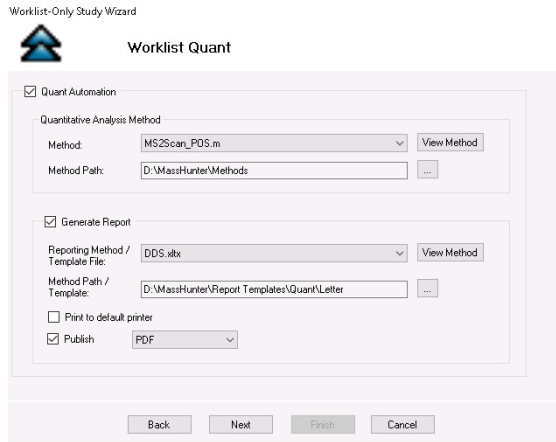 Worklist-Only Study Wizard
Worklist Quant
Quant Automation
Quantitative Analysis Method
Method: MS2Scan_POS.m View Method
Method Path: D:\MassHunter\Methods ...
Generate Report
Reporting Method /
Template File: DDS.xltx View Method
Method Path /
Template: D:\MassHunter\Report Templates\Quant\Letter ...
Print to default printer
Publish PDF
Back Next Finish Cancel